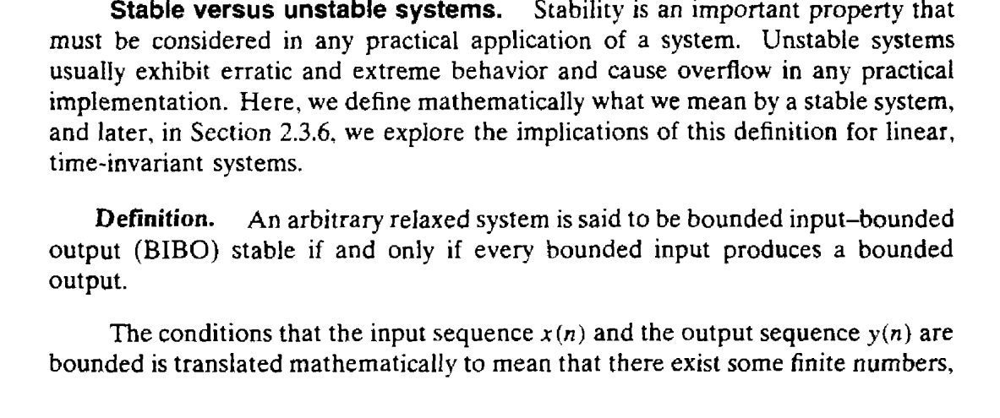 Stable versus unstable systems. Stability is an important property that
must be considered in any practical application of a system. Unstable systems
usually exhibit erratic and extreme behavior and cause overflow in any practical
implementation. Here, we define mathematically what we mean by a stable system,
and later, in Section 2.3.6, we explore the implications of this definition for linear,
time-invariant systems.
Definition. An arbitrary relaxed system is said to be bounded input–bounded
output (BIBO) stable if and only if every bounded input produces a bounded
output.
The conditions that the input sequence x(n) and the output sequence y(n) are
bounded is translated mathematically to mean that there exist some finite numbers,